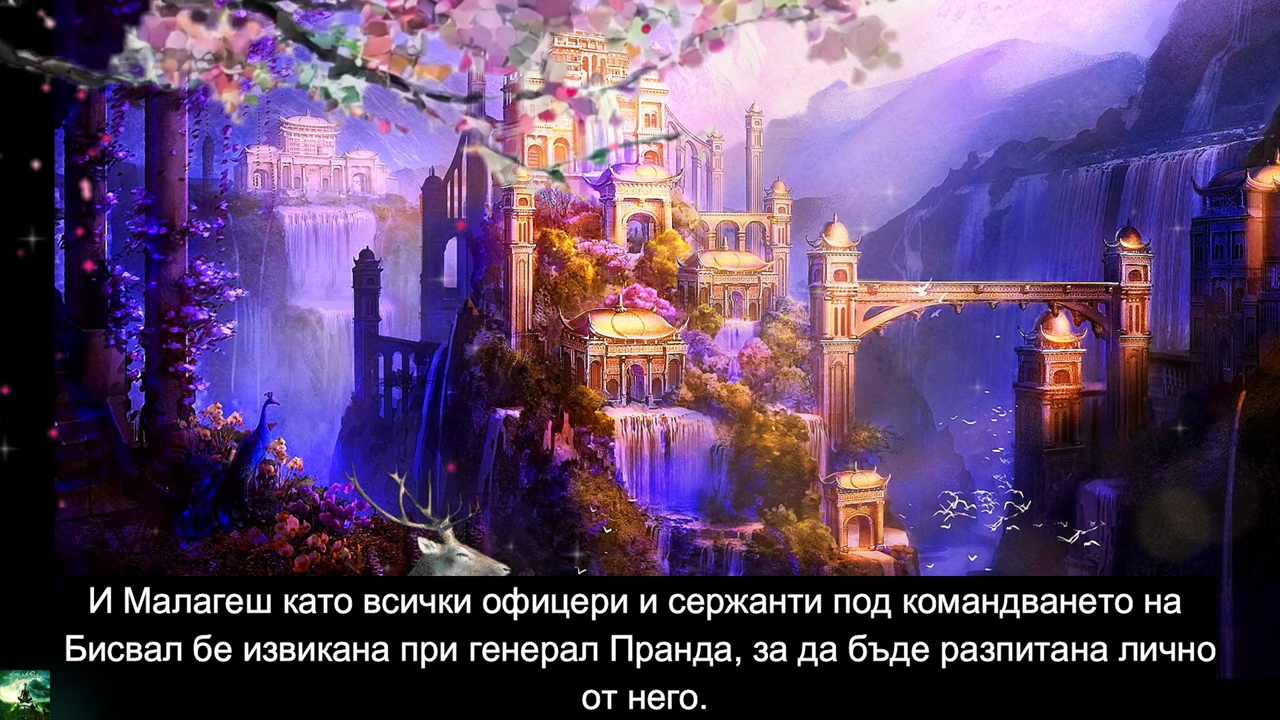 И Малагеш като всички офицери и сержанти под командването на
Бисвал бе извикана при генерал Пранда, за да бъде разпитана лично
от него.